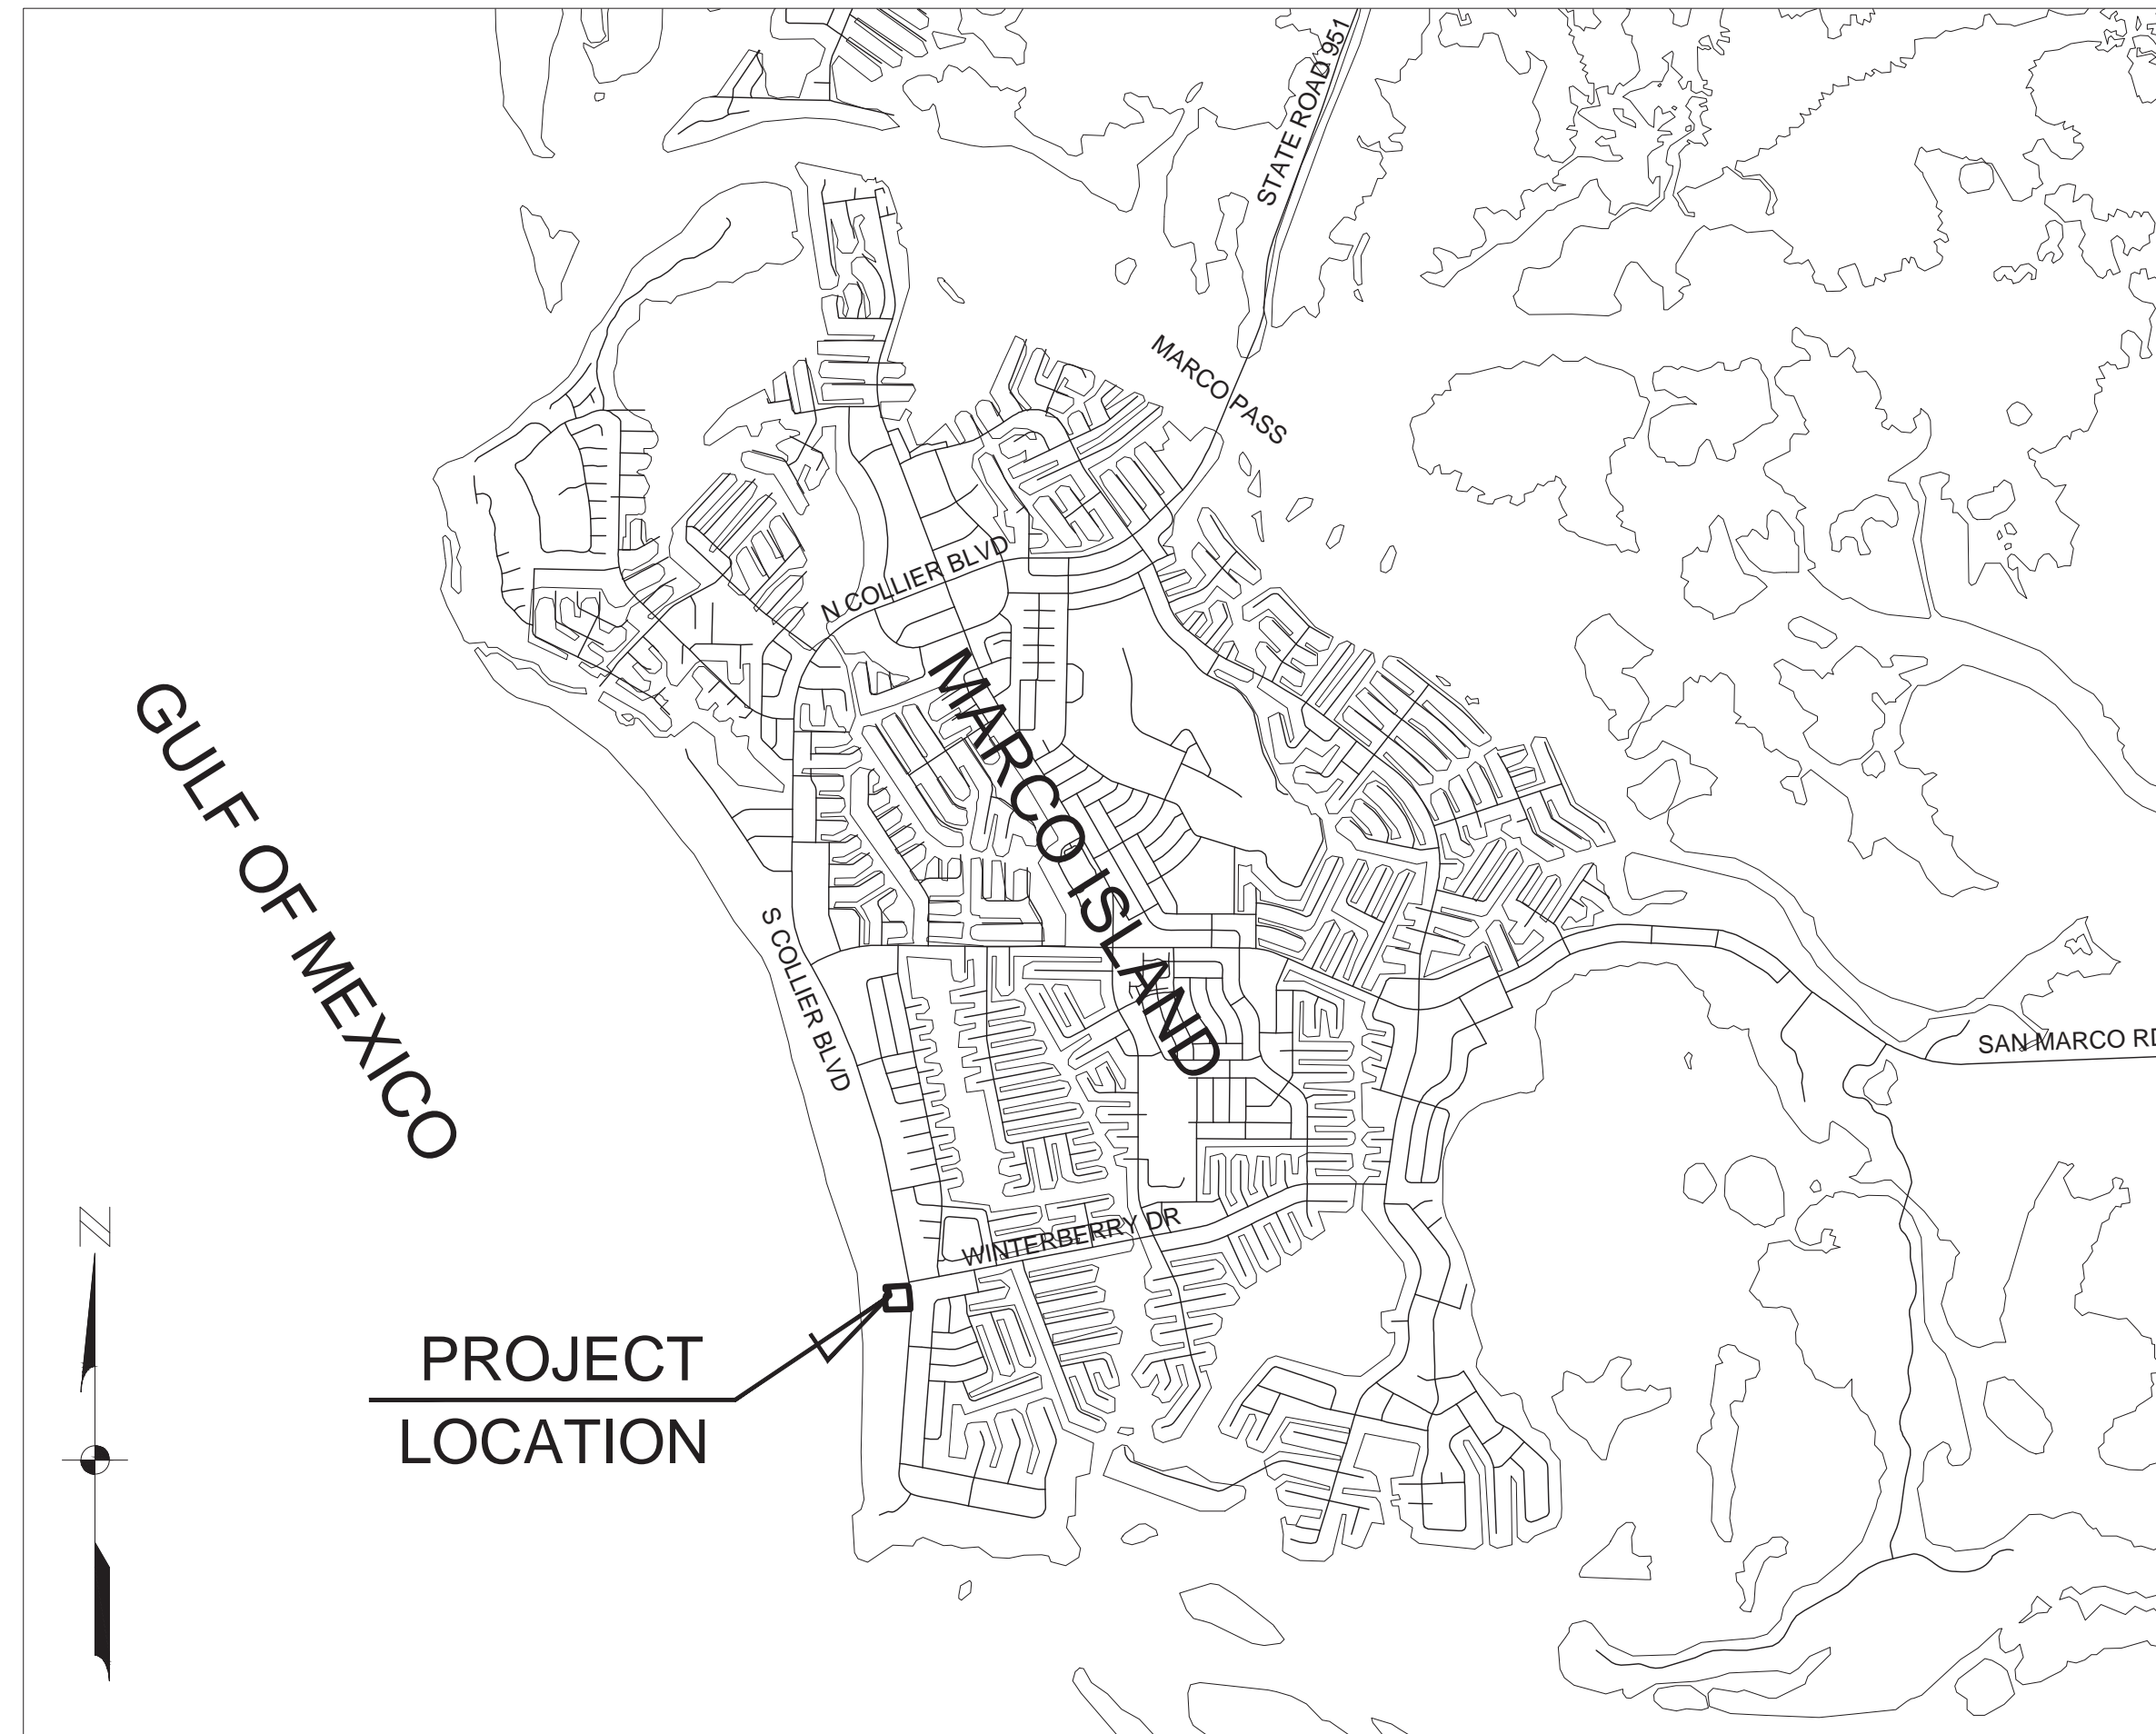 STATE ROAD 951
MARCO PASS
N COLLIER BLVD
MARCO ISLAND
GULF OF MEXICO
S COLLIER BLVD
SAN MARCO RD
WINTERBERRY DR
N
PROJECT
LOCATION